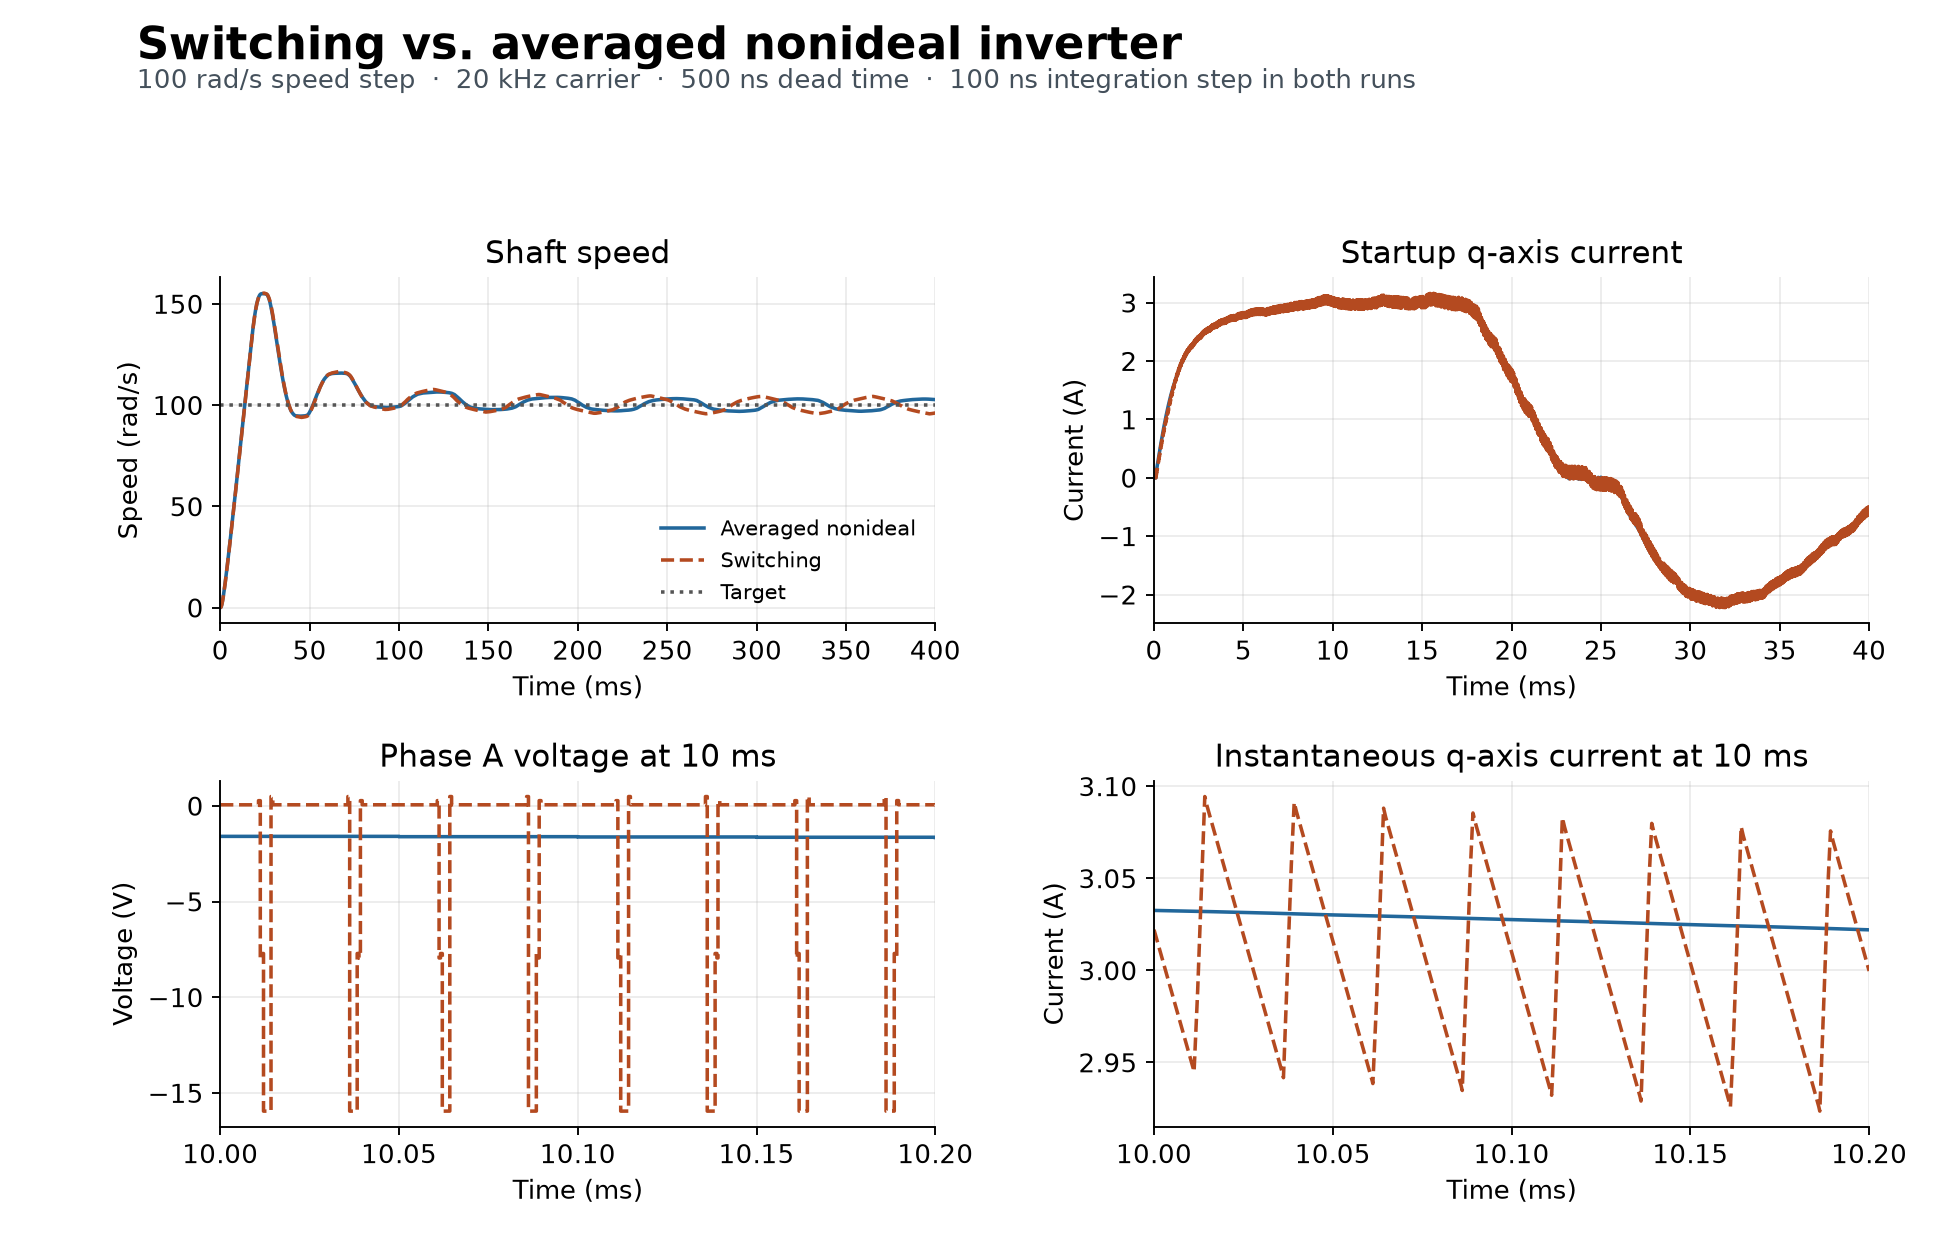 Switching vs. averaged nonideal inverter
100 rad/s speed step · 20 kHz carrier · 500 ns dead time · 100 ns integration step in both runs
Shaft speed
150
100
50
0
Speed (rad/s)
Averaged nonideal
Switching
Target
0 50 100 150 200 250 300 350 400
Time (ms)
Startup q-axis current
3
2
1
0
−1
−2
Current (A)
0 5 10 15 20 25 30 35 40
Time (ms)
Phase A voltage at 10 ms
0
−5
−10
−15
Voltage (V)
10.00 10.05 10.10 10.15 10.20
Time (ms)
Instantaneous q-axis current at 10 ms
3.10
3.05
3.00
2.95
Current (A)
10.00 10.05 10.10 10.15 10.20
Time (ms)